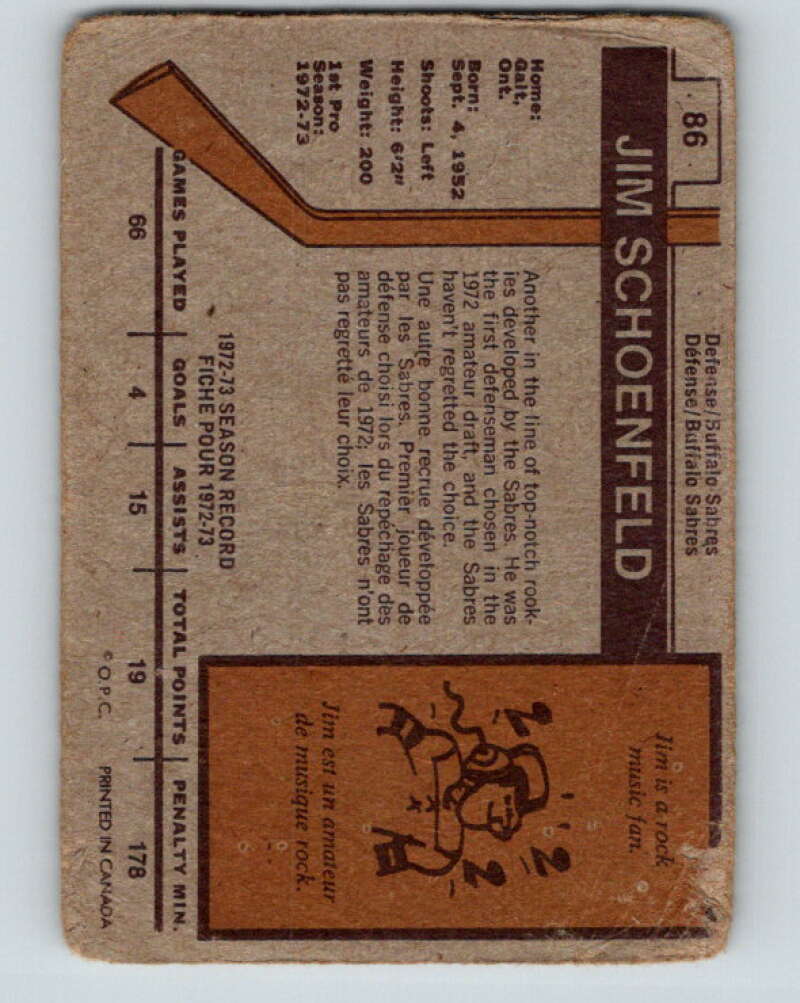 86
JIM SCHOENFELD
Defense/Buffalo Sabres
Défense/Buffalo Sabres
Home:
Galt,
Ont.
Born:
Sept. 4, 1952
Shoots: Left
Height: 6'2"
Weight: 200
1st Pro
Season:
1972-73
Another in the line of top-notch rook-
ies developed by the Sabres. He was
the first defenseman chosen in the
1972 amateur draft, and the Sabres
haven't regretted the choice.
Une autre bonne recrue développée
par les Sabres. Premier joueur de
défense choisi lors du repéchage des
amateurs de 1972; les Sabres n'ont
pas regretté leur choix.
Jim is a rock
music fan.
Jim est un amateur
de musique rock.
1972-73 SEASON RECORD
FICHE POUR 1972-73
GAMES PLAYED GOALS ASSISTS TOTAL POINTS PENALTY MIN.
66 4 15 19 178
© O.P.C. PRINTED IN CANADA